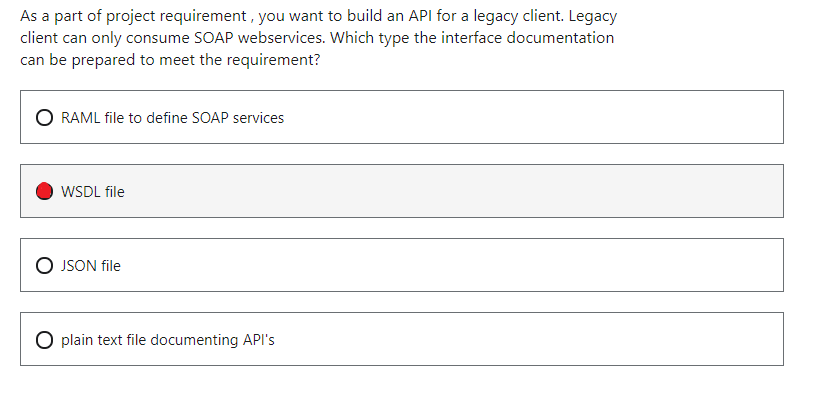 As a part of project requirement , you want to build an API for a legacy client. Legacy
client can only consume SOAP webservices. Which type the interface documentation
can be prepared to meet the requirement?
RAML file to define SOAP services
WSDL file
JSON file
plain text file documenting API's